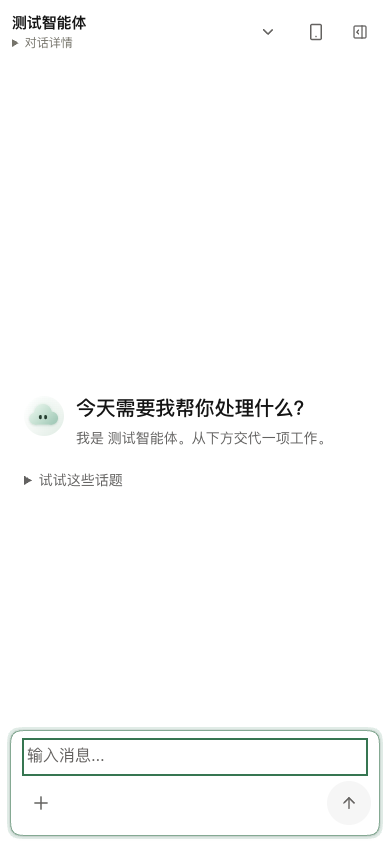 测试智能体
对话详情
今天需要我帮你处理什么?
我是 测试智能体。从下方交代一项工作。
试试这些话题
输入消息...